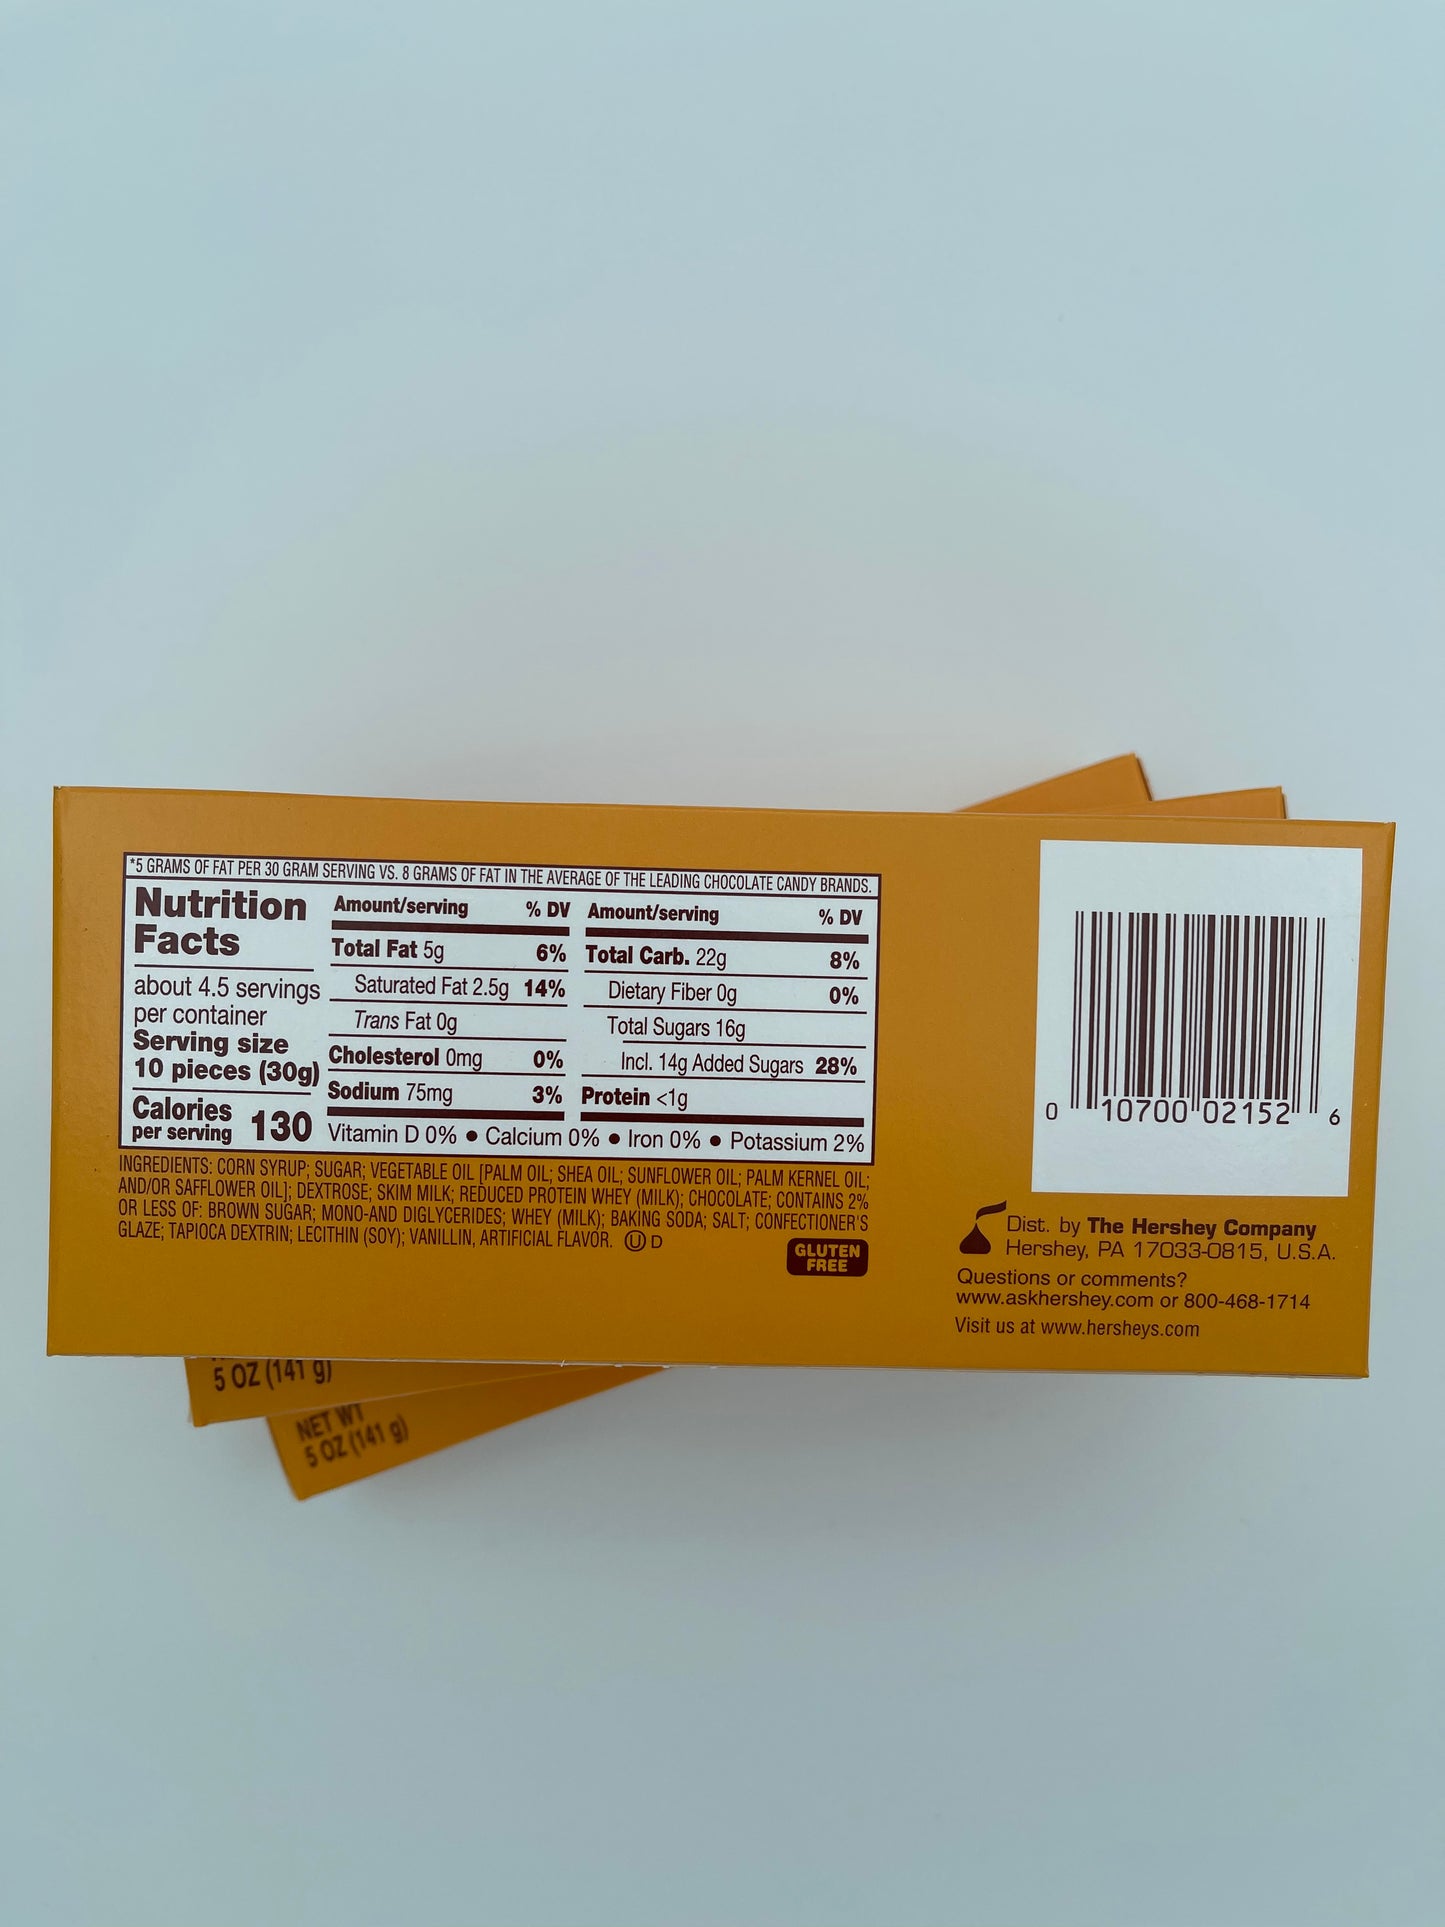 *5 GRAMS OF FAT PER 30 GRAM SERVING VS. 8 GRAMS OF FAT IN THE AVERAGE OF THE LEADING CHOCOLATE CANDY BRANDS.
Nutrition
Facts
about 4.5 servings
per container
Serving size
10 pieces (30g)
Calories
per serving 130
Amount/serving % DV
Total Fat 5g 6%
Saturated Fat 2.5g 14%
Trans Fat 0g
Cholesterol 0mg 0%
Sodium 75mg 3%
Amount/serving % DV
Total Carb. 22g 8%
Dietary Fiber 0g 0%
Total Sugars 16g
Incl. 14g Added Sugars 28%
Protein <1g
Vitamin D 0% ● Calcium 0% ● Iron 0% ● Potassium 2%
INGREDIENTS: CORN SYRUP; SUGAR; VEGETABLE OIL [PALM OIL; SHEA OIL; SUNFLOWER OIL; PALM KERNEL OIL;
AND/OR SAFFLOWER OIL]; DEXTROSE; SKIM MILK; REDUCED PROTEIN WHEY (MILK); CHOCOLATE; CONTAINS 2%
OR LESS OF: BROWN SUGAR; MONO-AND DIGLYCERIDES; WHEY (MILK); BAKING SODA; SALT; CONFECTIONER'S
GLAZE; TAPIOCA DEXTRIN; LECITHIN (SOY); VANILLIN, ARTIFICIAL FLAVOR. Ⓤ D
GLUTEN
FREE
0 10700 02152 6
Dist. by The Hershey Company
Hershey, PA 17033-0815, U.S.A.
Questions or comments?
www.askhershey.com or 800-468-1714
Visit us at www.hersheys.com
5 OZ (141 g)
NET WT
5 OZ (141 g)